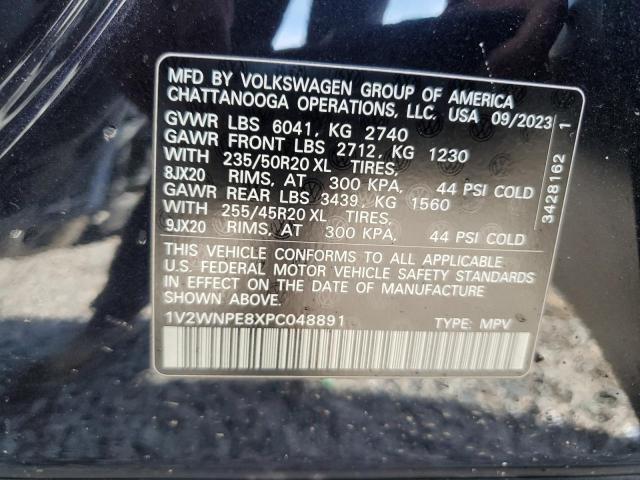 MFD BY VOLKSWAGEN GROUP OF AMERICA
CHATTANOOGA OPERATIONS, LLC, USA 09/2023
GVWR LBS 6041, KG 2740
GAWR FRONT LBS 2712, KG 1230
WITH 235/50R20 XL TIRES,
8JX20 RIMS, AT 300 KPA, 44 PSI COLD
GAWR REAR LBS 3439, KG 1560
WITH 255/45R20 XL TIRES,
9JX20 RIMS, AT 300 KPA, 44 PSI COLD
THIS VEHICLE CONFORMS TO ALL APPLICABLE
U.S. FEDERAL MOTOR VEHICLE SAFETY STANDARDS
IN EFFECT ON THE DATE OF MANUFACTURE
SHOWN ABOVE.
1V2WNPE8XPC048891 TYPE: MPV
3428162 1